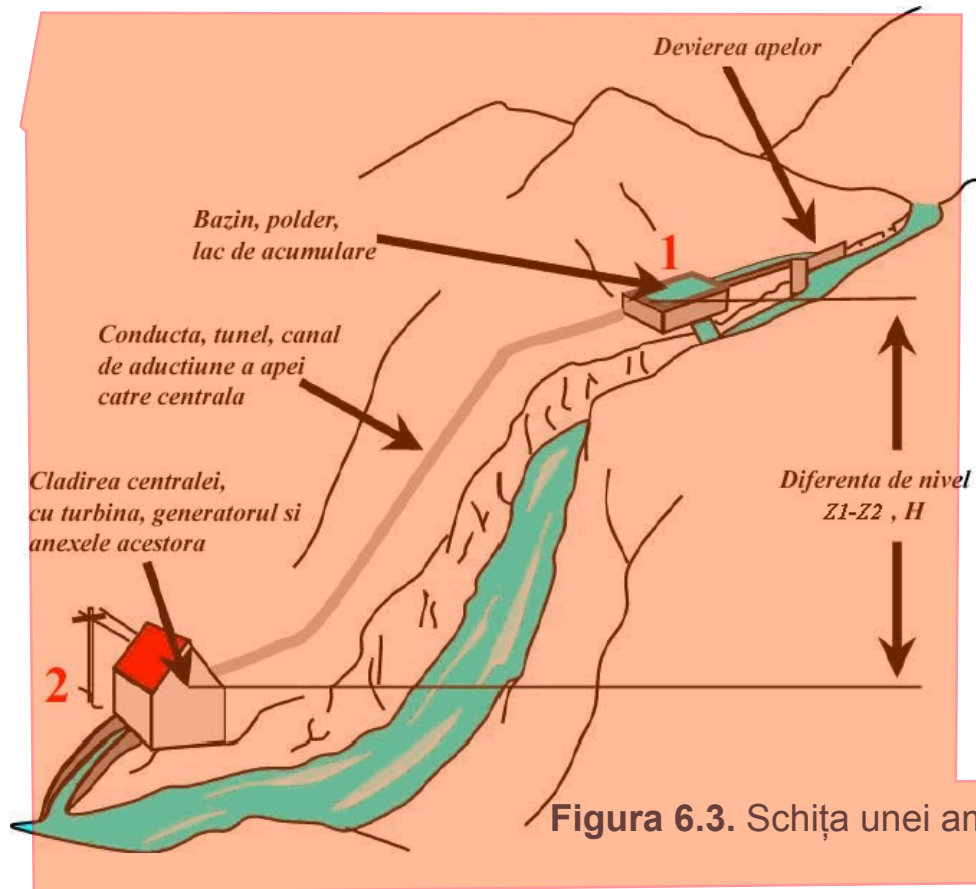 Devierea apelor
Bazin, polder,
lac de acumulare
1
Conducta, tunel, canal
de aductiune a apei
catre centrala
Cladirea centralei,
cu turbina, generatorul si
anexele acestora
Diferenta de nivel
Z1-Z2 , H
2
Figura 6.3. Schița unei am